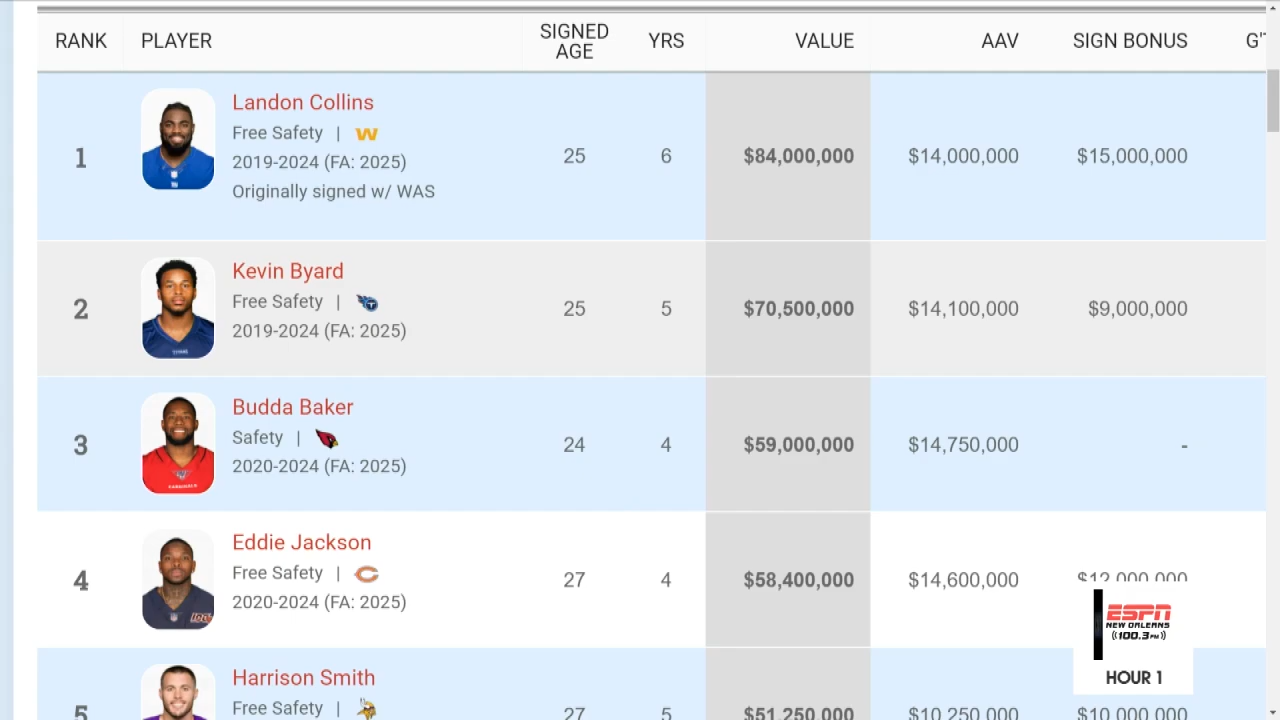 RANK PLAYER SIGNED AGE YRS VALUE AAV SIGN BONUS G'
Landon Collins
Free Safety | W
2019-2024 (FA: 2025)
Originally signed w/ WAS
1 25 6 $84,000,000 $14,000,000 $15,000,000
Kevin Byard
Free Safety |
2019-2024 (FA: 2025)
2 25 5 $70,500,000 $14,100,000 $9,000,000
Budda Baker
Safety |
2020-2024 (FA: 2025)
3 24 4 $59,000,000 $14,750,000 -
Eddie Jackson
Free Safety |
2020-2024 (FA: 2025)
4 27 4 $58,400,000 $14,600,000 $12,000,000
Harrison Smith
Free Safety |
5 27 5 $51,250,000 $10,250,000 $10,000,000
ESPN
NEW ORLEANS
((100.3 FM))
HOUR 1